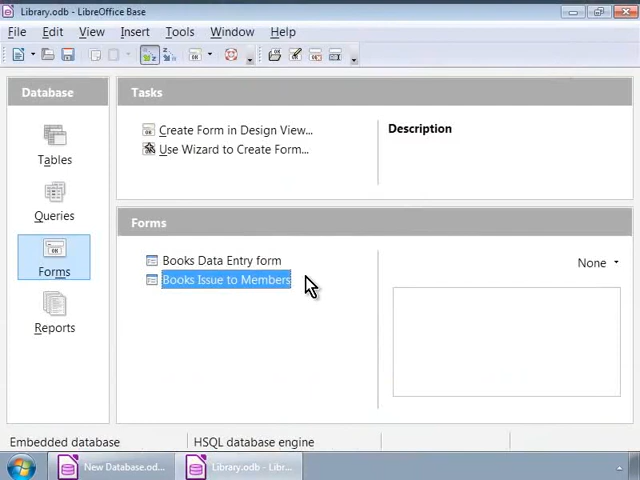 Library.odb - LibreOffice Base
File Edit View Insert Tools Window Help
Database
Tables
Queries
Forms
Reports
Tasks
Create Form in Design View...
Use Wizard to Create Form...
Description
Forms
Books Data Entry form
Books Issue to Members
None
Embedded database
HSQL database engine
New Database.od...
Library.odb - Libre...